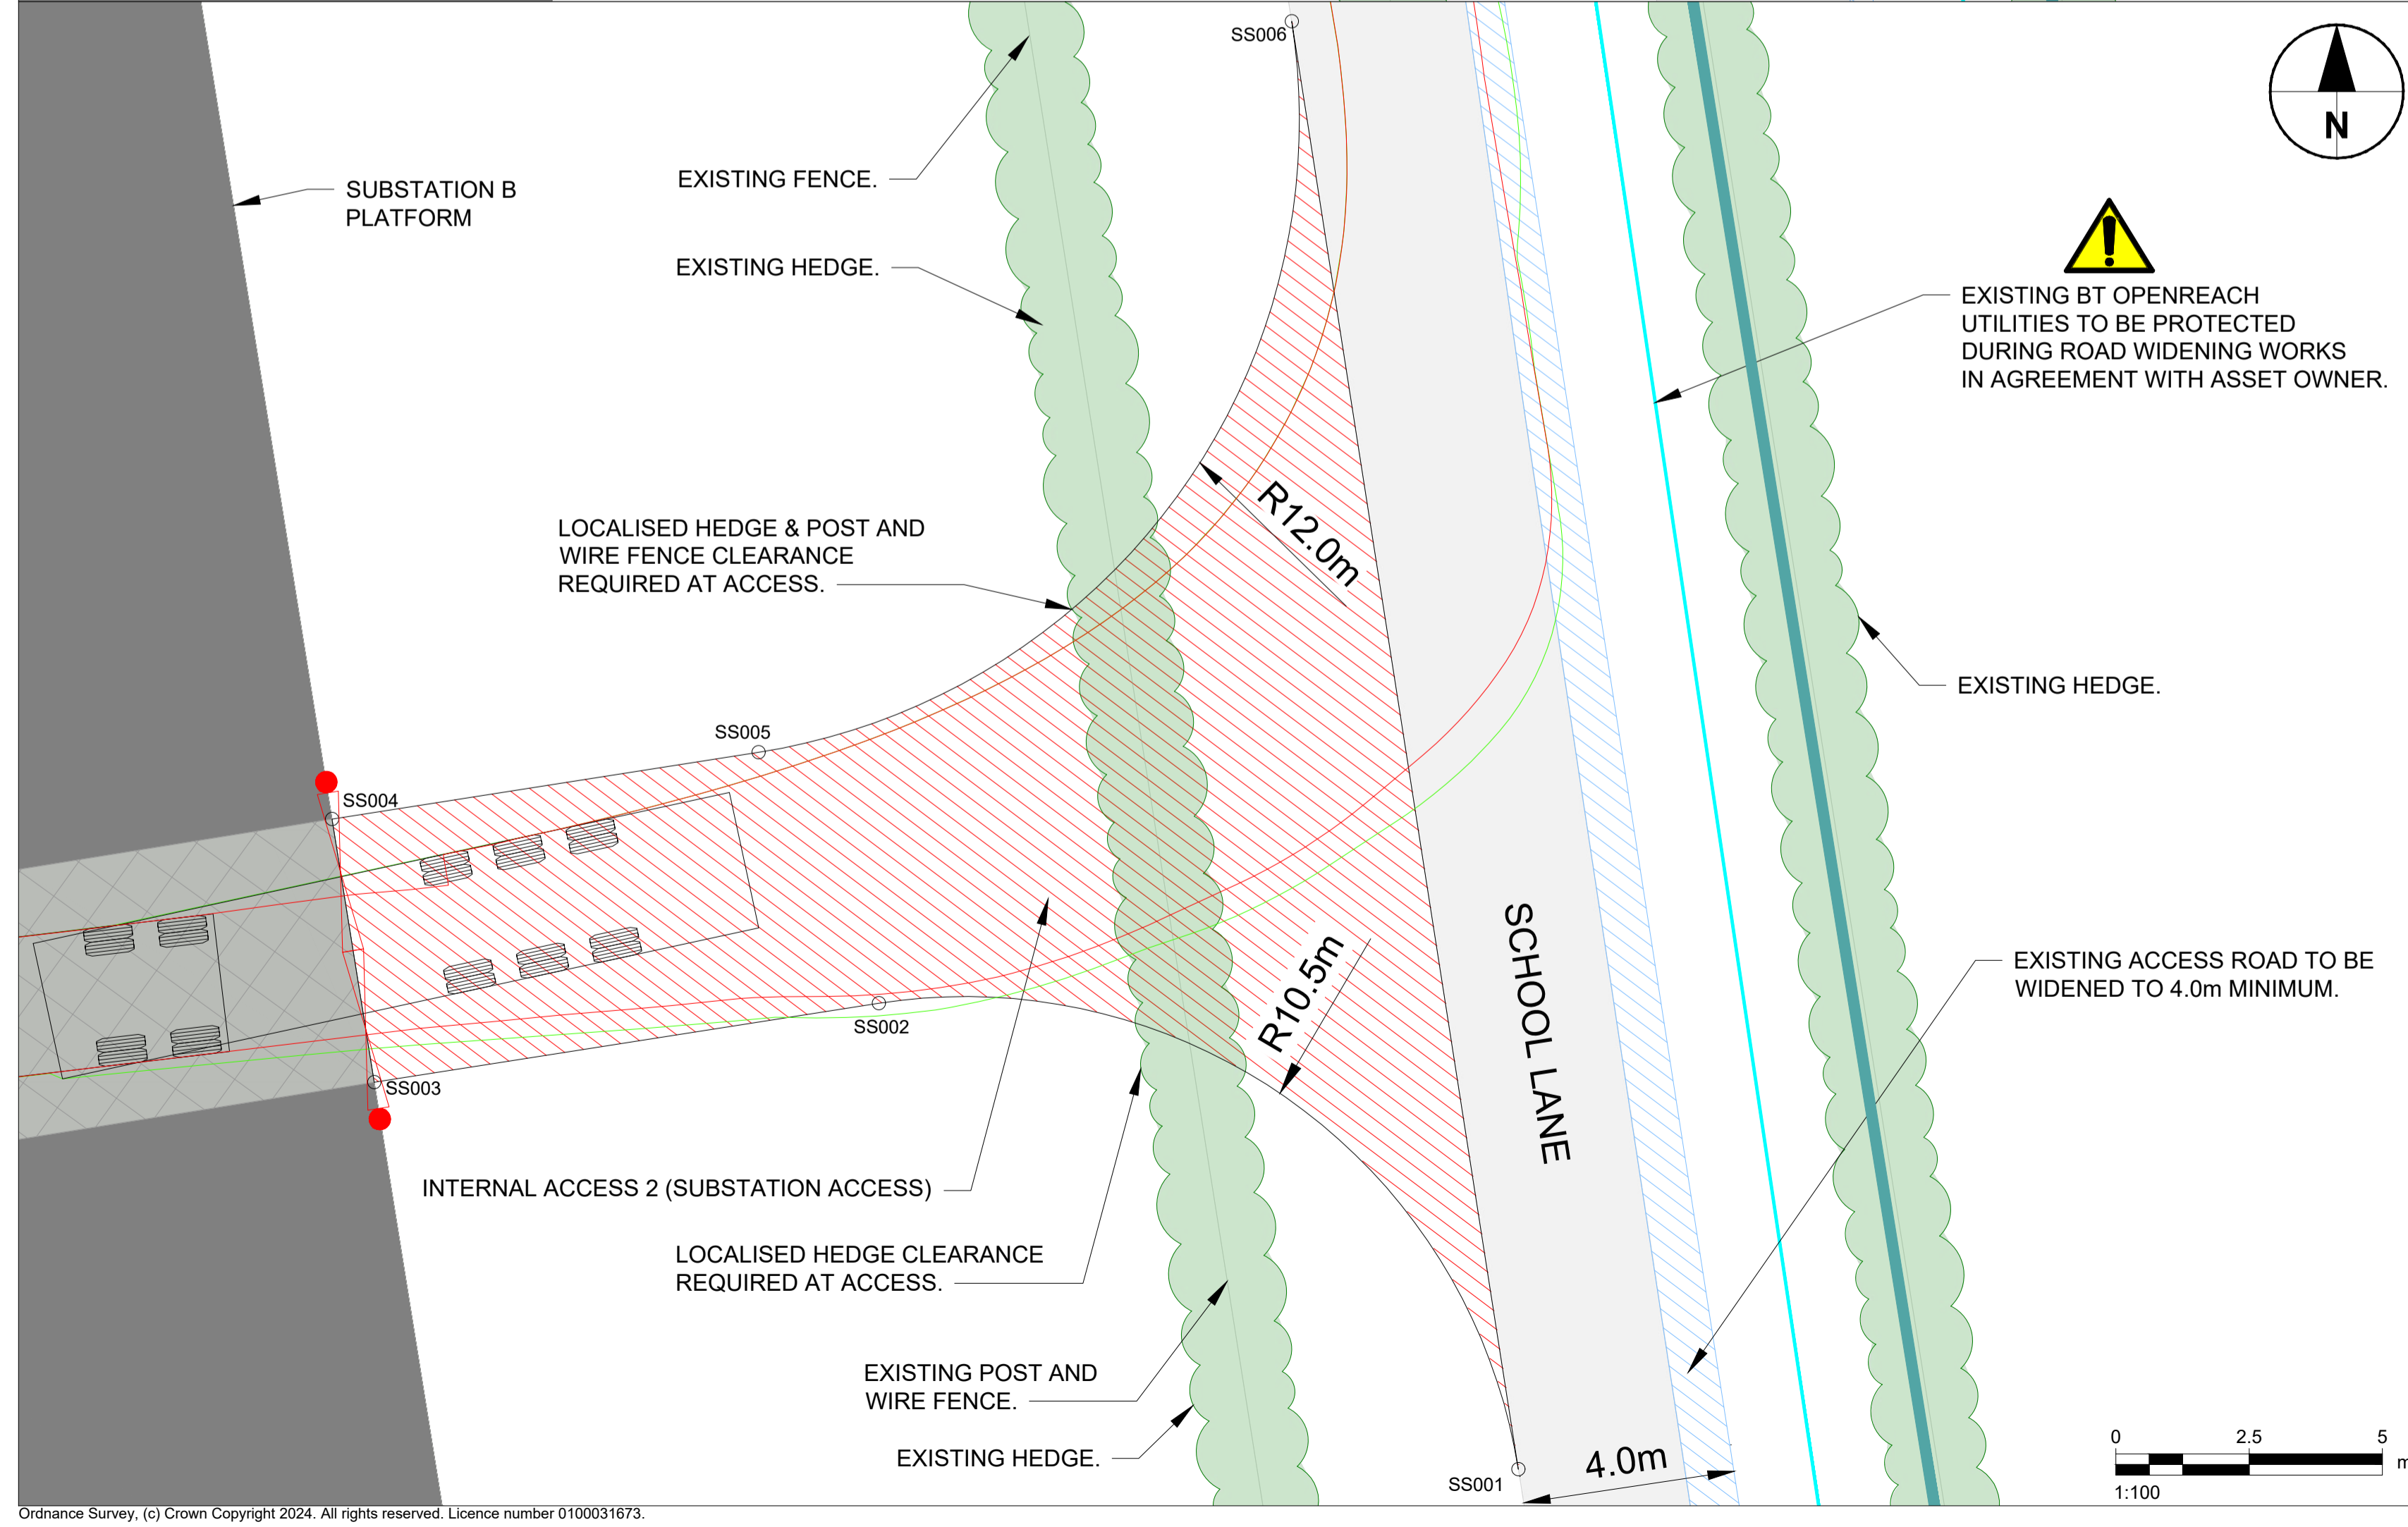 SS006
N
EXISTING FENCE.
SUBSTATION B
PLATFORM
EXISTING HEDGE.
EXISTING BT OPENREACH
UTILITIES TO BE PROTECTED
DURING ROAD WIDENING WORKS
IN AGREEMENT WITH ASSET OWNER.
R12.0m
LOCALISED HEDGE & POST AND
WIRE FENCE CLEARANCE
REQUIRED AT ACCESS.
EXISTING HEDGE.
SS005
SS004
SCHOOL LANE
R10.5m
EXISTING ACCESS ROAD TO BE
WIDENED TO 4.0m MINIMUM.
SS002
SS003
INTERNAL ACCESS 2 (SUBSTATION ACCESS)
LOCALISED HEDGE CLEARANCE
REQUIRED AT ACCESS.
EXISTING POST AND
WIRE FENCE.
EXISTING HEDGE.
SS001
4.0m
0 2.5 5
m
1:100
Ordnance Survey, (c) Crown Copyright 2024. All rights reserved. Licence number 0100031673.